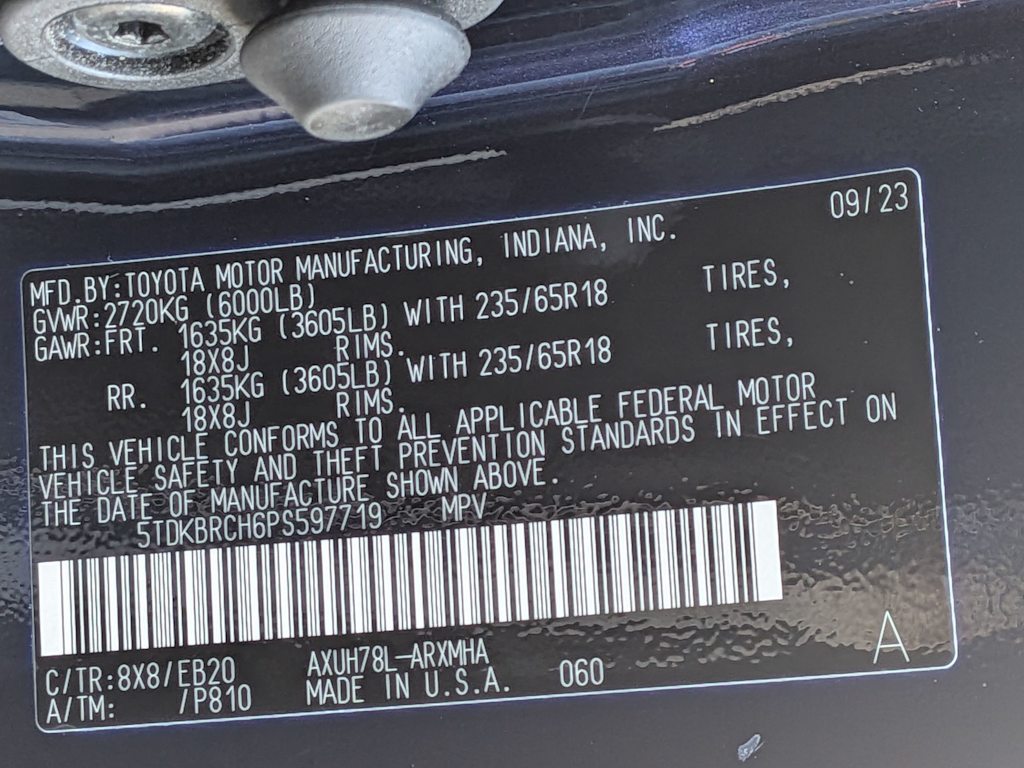 09/23
MFD.BY:TOYOTA MOTOR MANUFACTURING, INDIANA, INC.
GVWR:2720KG (6000LB)
GAWR:FRT. 1635KG (3605LB) WITH 235/65R18 TIRES,
18X8J RIMS.
RR. 1635KG (3605LB) WITH 235/65R18 TIRES,
18X8J RIMS.
THIS VEHICLE CONFORMS TO ALL APPLICABLE FEDERAL MOTOR
VEHICLE SAFETY AND THEFT PREVENTION STANDARDS IN EFFECT ON
THE DATE OF MANUFACTURE SHOWN ABOVE.
5TDKBRCH6PS597719 MPV
C/TR:8X8/EB20 AXUH78L-ARXMHA
A/TM: /P810 MADE IN U.S.A. 060
A